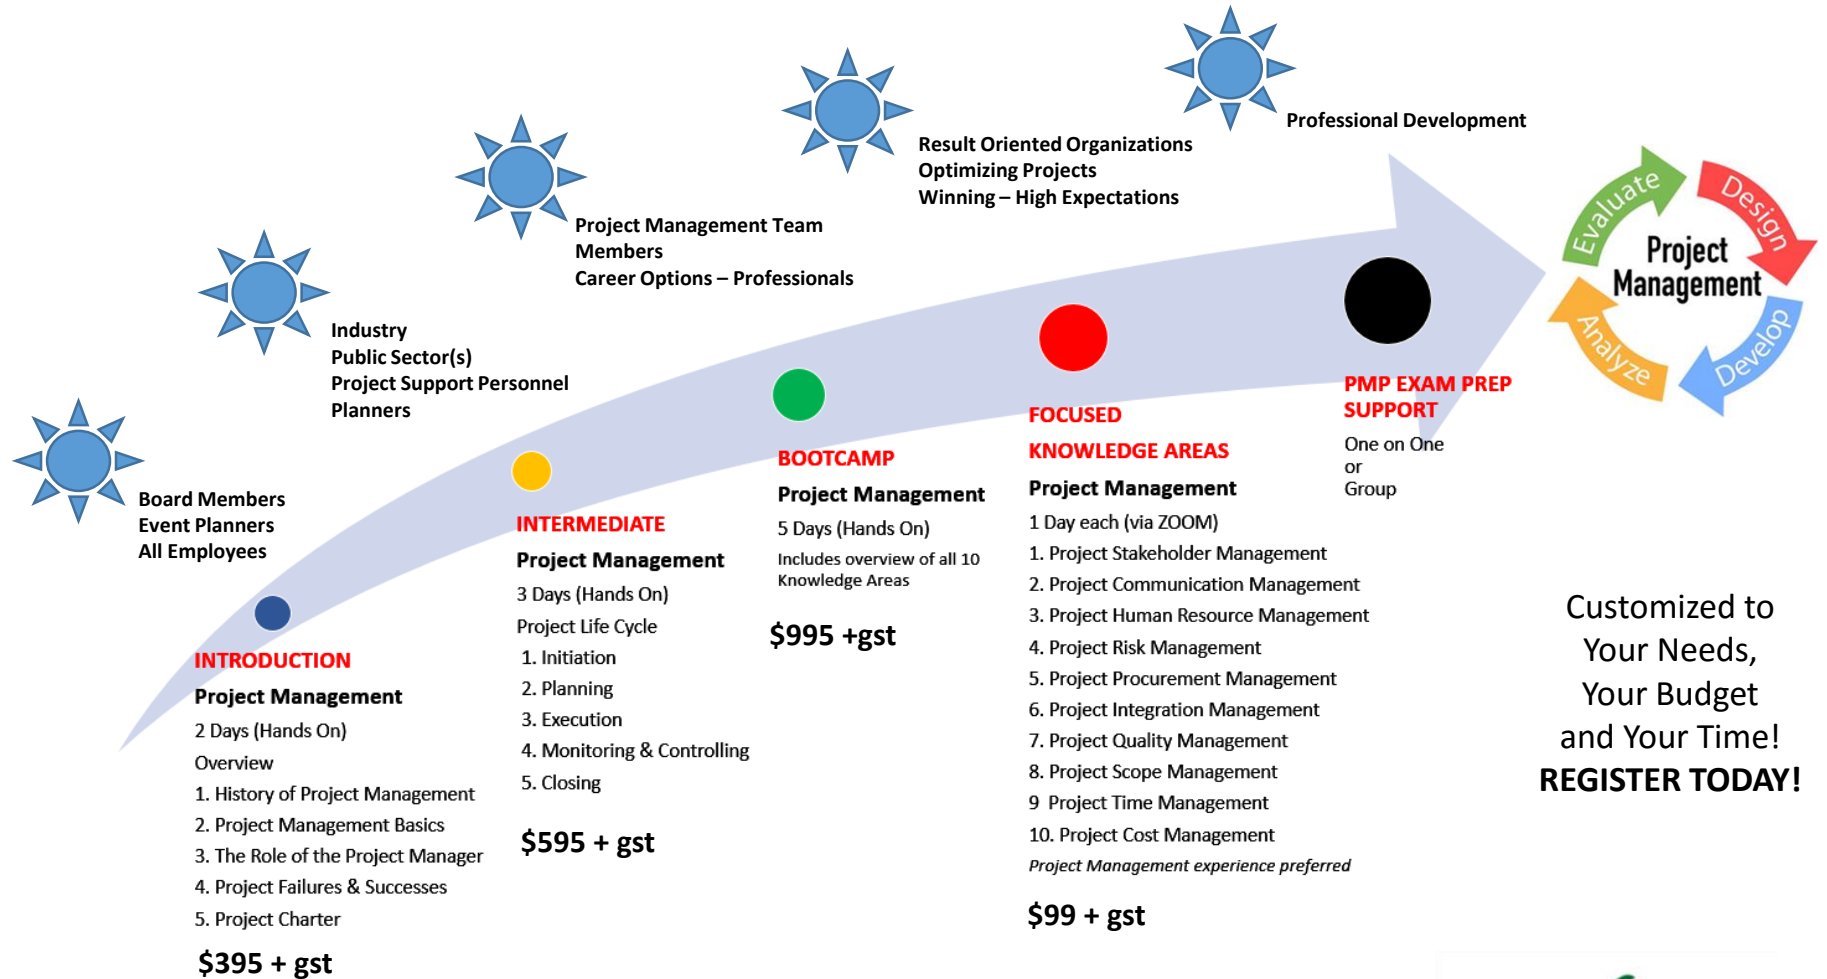 Professional Development
Result Oriented Organizations
Optimizing Projects
Winning – High Expectations
Project Management Team
Members
Career Options – Professionals
Industry
Public Sector(s)
Project Support Personnel
Planners
Board Members
Event Planners
All Employees
INTRODUCTION
Project Management
2 Days (Hands On)
Overview
1. History of Project Management
2. Project Management Basics
3. The Role of the Project Manager
4. Project Failures & Successes
5. Project Charter
$395 + gst
INTERMEDIATE
Project Management
3 Days (Hands On)
Project Life Cycle
1. Initiation
2. Planning
3. Execution
4. Monitoring & Controlling
5. Closing
$595 + gst
BOOTCAMP
Project Management
5 Days (Hands On)
Includes overview of all 10
Knowledge Areas
$995 +gst
FOCUSED
KNOWLEDGE AREAS
Project Management
1 Day each (via ZOOM)
1. Project Stakeholder Management
2. Project Communication Management
3. Project Human Resource Management
4. Project Risk Management
5. Project Procurement Management
6. Project Integration Management
7. Project Quality Management
8. Project Scope Management
9 Project Time Management
10. Project Cost Management
Project Management experience preferred
$99 + gst
PMP EXAM PREP
SUPPORT
One on One
or
Group
Evaluate
Design
Project
Management
Analyze
Develop
Customized to
Your Needs,
Your Budget
and Your Time!
REGISTER TODAY!